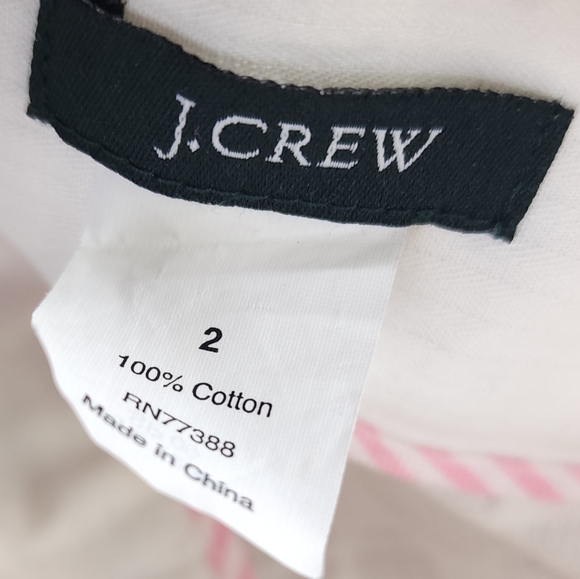 J.CREW
2
100% Cotton
RN77388
Made in China